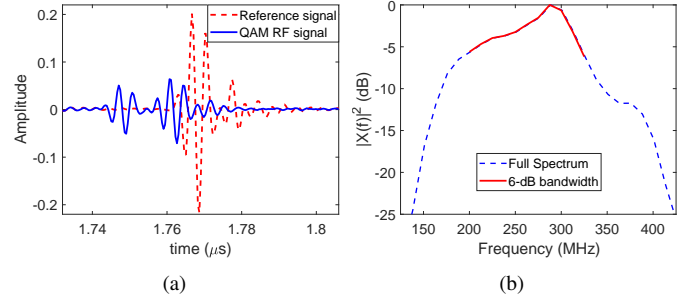 Reference signal
QAM RF signal
Amplitude
0.2
0.1
0
-0.1
-0.2
1.74 1.76 1.78 1.8
time (μs)
(a)
|X(f)|² (dB)
0
-5
-10
-15
-20
-25
Full Spectrum
6-dB bandwidth
150 200 250 300 350 400
Frequency (MHz)
(b)